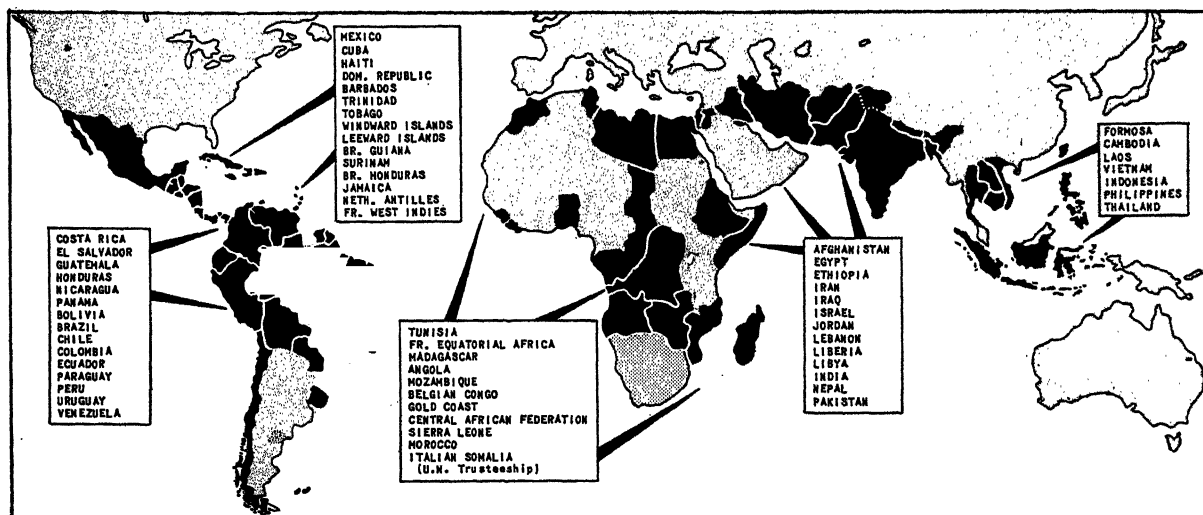 MEXICO
CUBA
HAITI
DOM. REPUBLIC
BARBADOS
TRINIDAD
TOBAGO
WINDWARD ISLANDS
LEEWARD ISLANDS
BR. GUIANA
SURINAM
BR. HONDURAS
JAMAICA
NETH. ANTILLES
FR. WEST INDIES
COSTA RICA
EL SALVADOR
GUATEMALA
HONDURAS
NICARAGUA
PANAMA
BOLIVIA
BRAZIL
CHILE
COLOMBIA
ECUADOR
PARAGUAY
PERU
URUGUAY
VENEZUELA
TUNISIA
FR. EQUATORIAL AFRICA
MADAGASCAR
ANGOLA
MOZAMBIQUE
BELGIAN CONGO
GOLD COAST
CENTRAL AFRICAN FEDERATION
SIERRA LEONE
MOROCCO
ITALIAN SOMALIA
(U.N. Trusteeship)
AFGHANISTAN
EGYPT
ETHIOPIA
IRAN
IRAQ
ISRAEL
JORDAN
LEBANON
LIBERIA
LIBYA
INDIA
NEPAL
PAKISTAN
FORMOSA
CAMBODIA
LAOS
VIETNAM
INDONESIA
PHILIPPINES
THAILAND